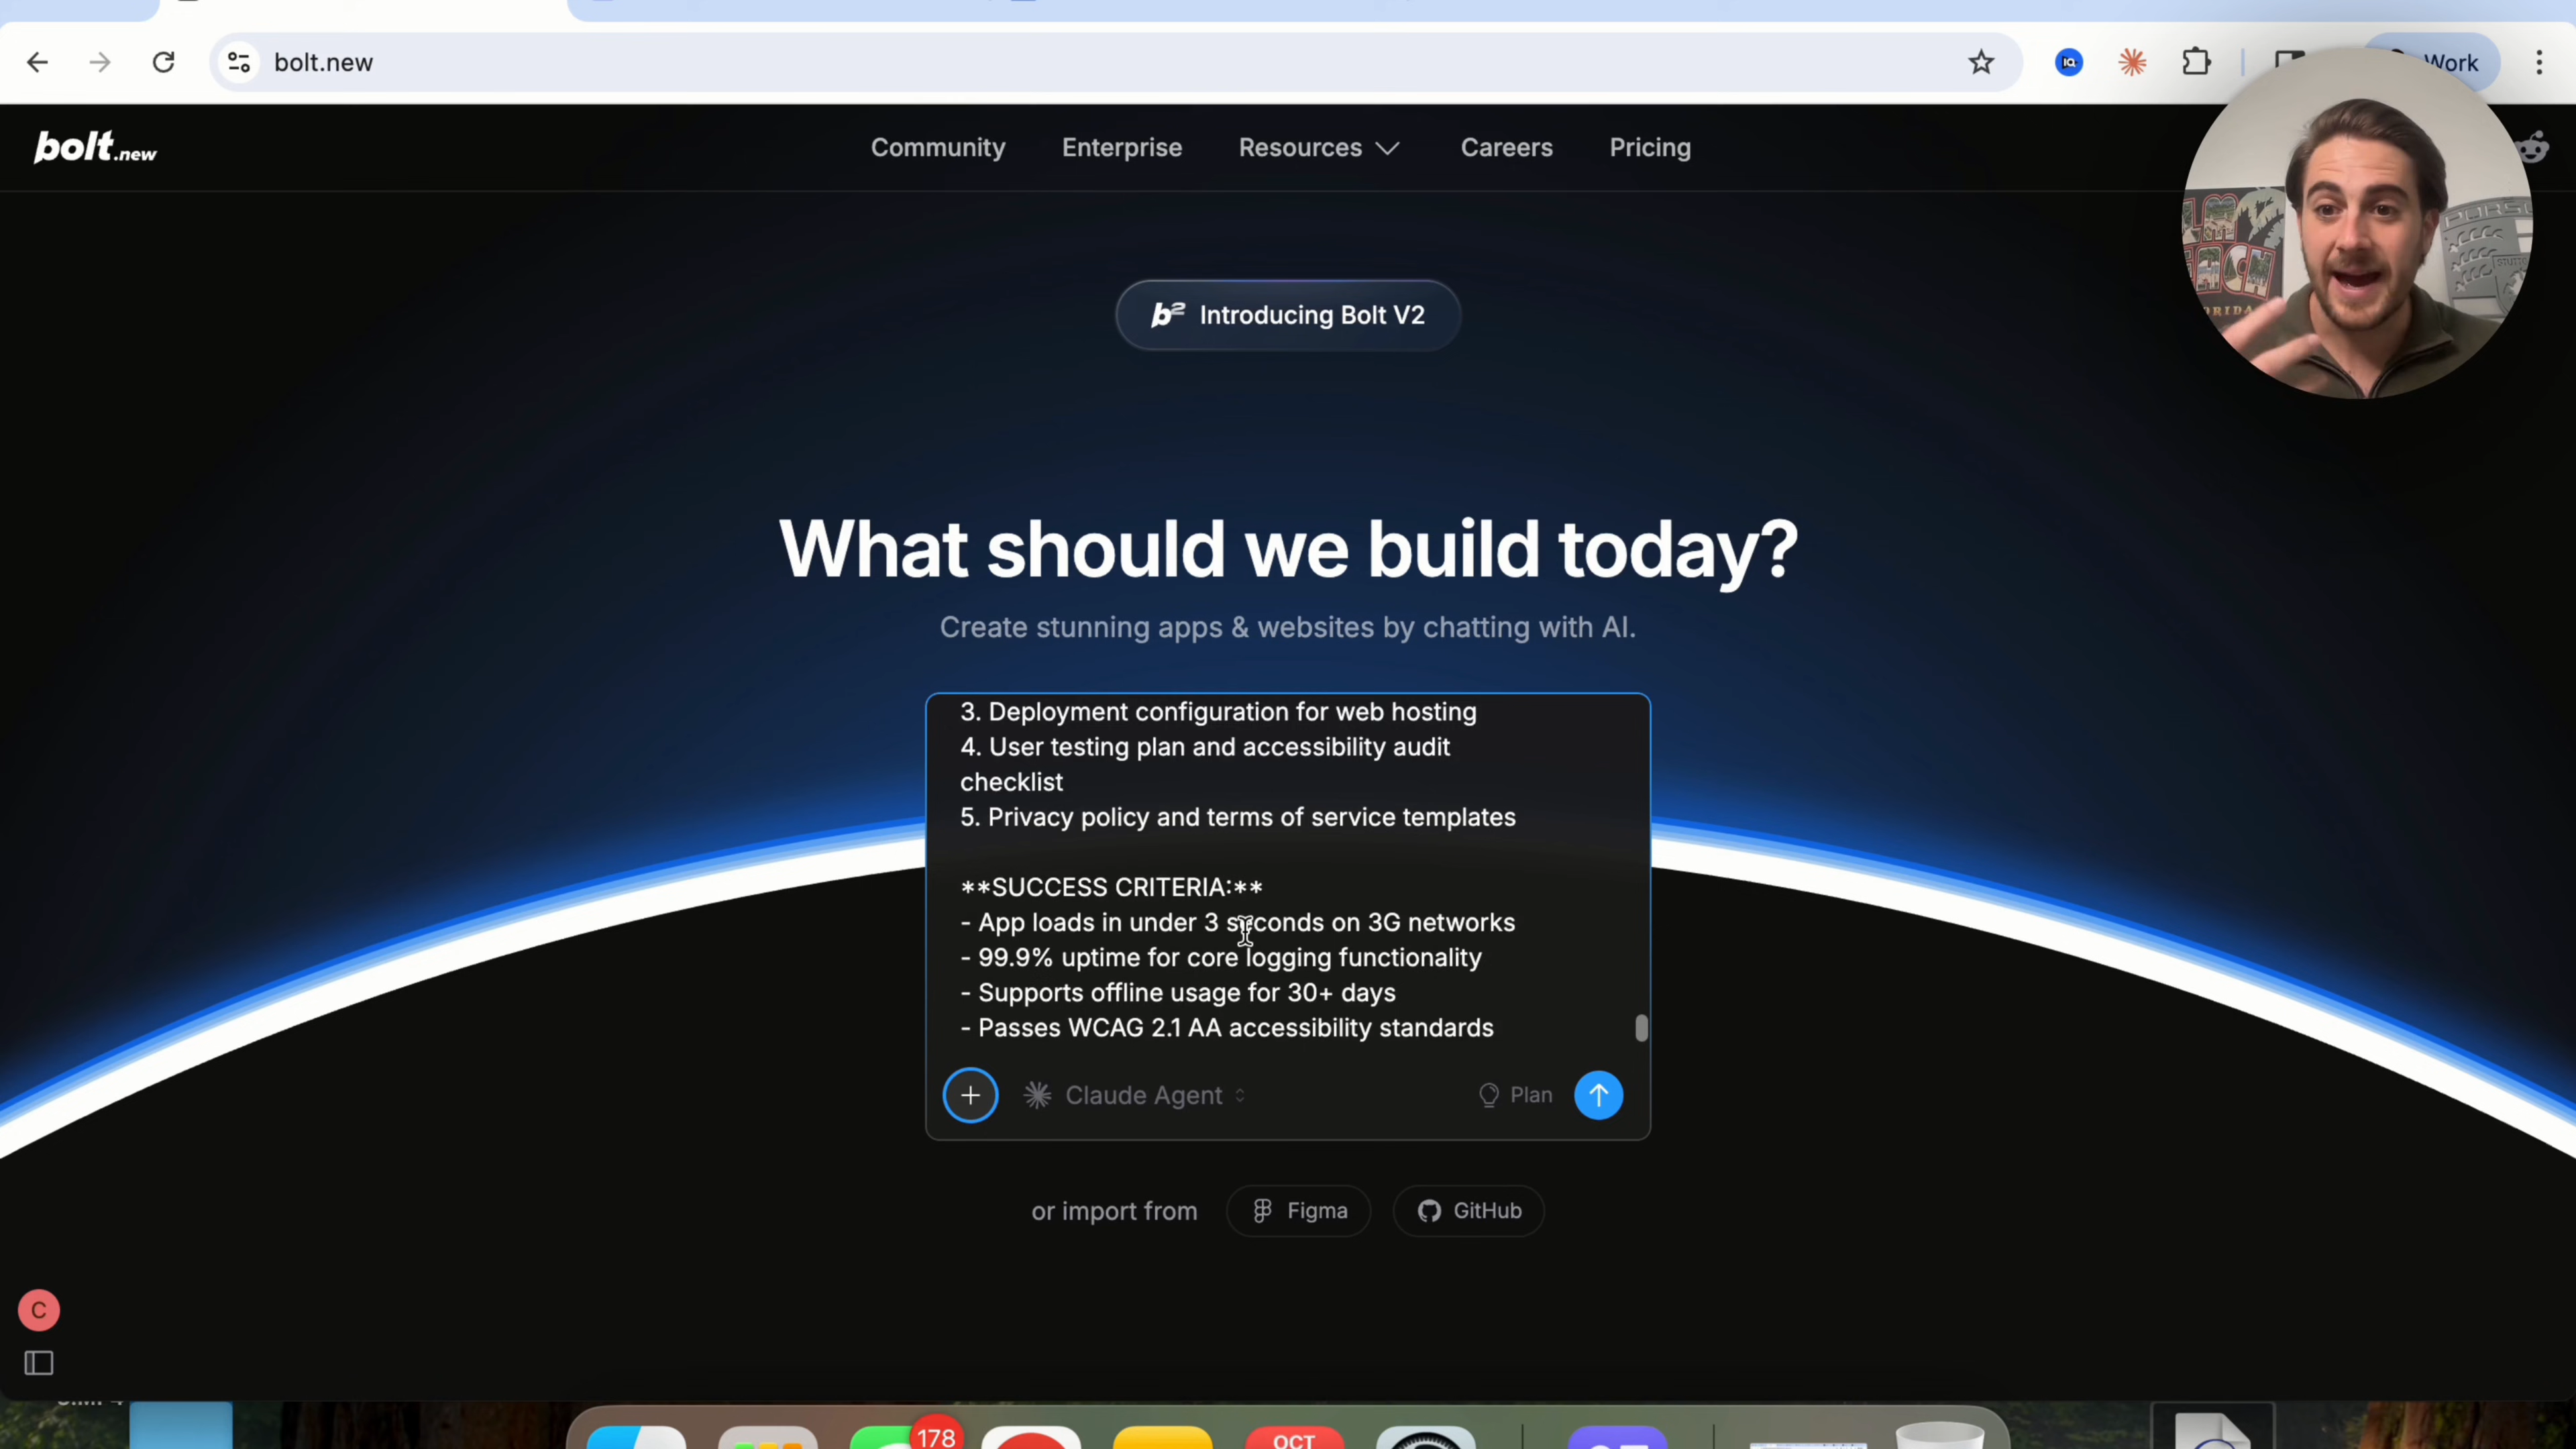 bolt.new
Work
bolt.new
Community Enterprise Resources Careers Pricing
b2 Introducing Bolt V2
What should we build today?
Create stunning apps & websites by chatting with AI.
3. Deployment configuration for web hosting
4. User testing plan and accessibility audit
checklist
5. Privacy policy and terms of service templates
**SUCCESS CRITERIA:**
- App loads in under 3 seconds on 3G networks
- 99.9% uptime for core logging functionality
- Supports offline usage for 30+ days
- Passes WCAG 2.1 AA accessibility standards
Claude Agent
Plan
or import from Figma GitHub
C
178
OCT